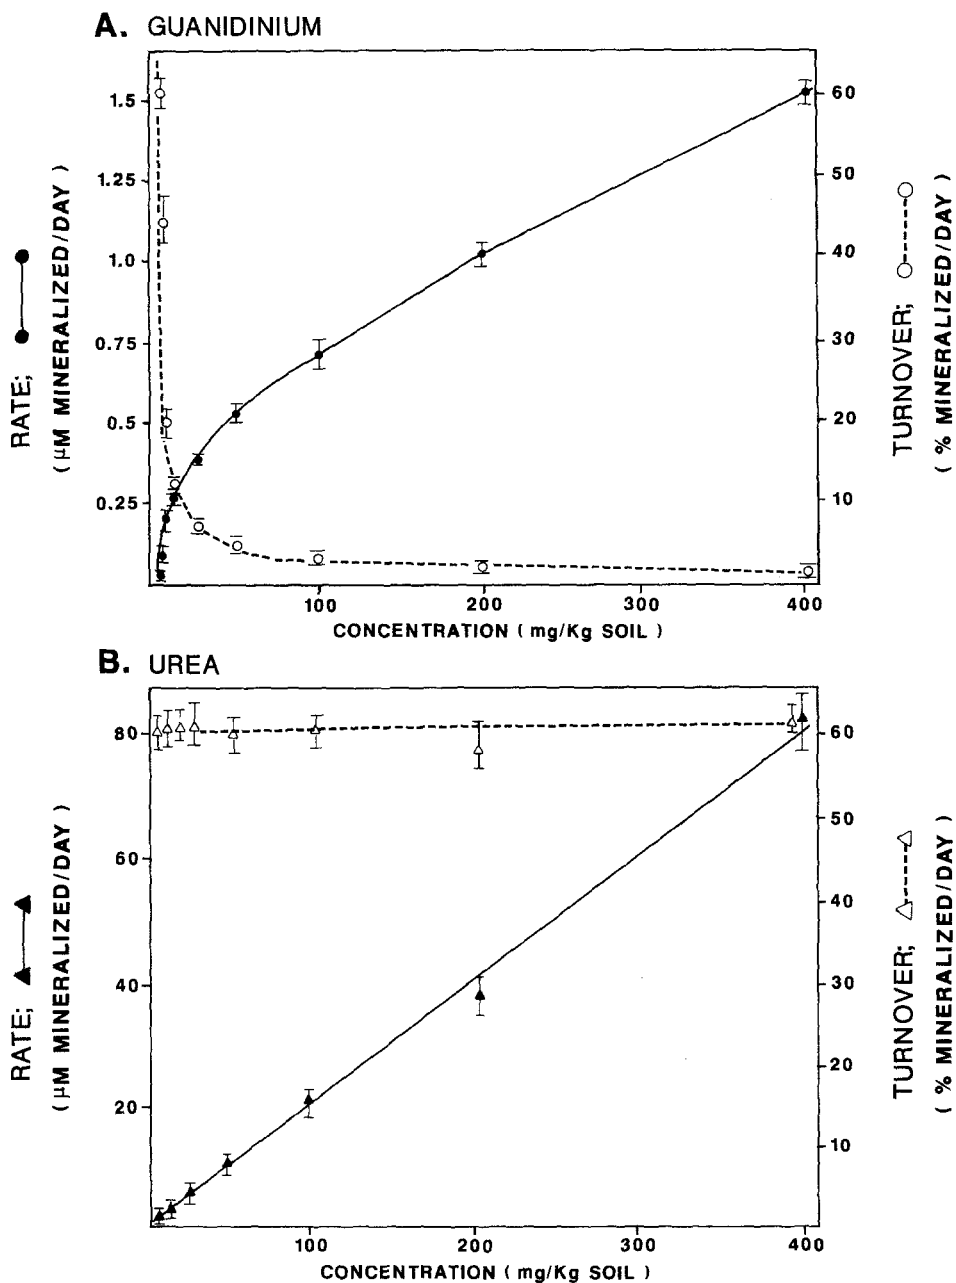 A. GUANIDINIUM
1.5
1.25
1.0
0.75
0.5
0.25
60
50
40
30
20
10
RATE;
( µM MINERALIZED/DAY )
TURNOVER;
( % MINERALIZED/DAY )
100
200
300
400
CONCENTRATION ( mg/Kg SOIL )
B. UREA
80
60
40
20
60
50
40
30
20
10
RATE;
( µM MINERALIZED/DAY )
TURNOVER;
( % MINERALIZED/DAY )
100
200
300
400
CONCENTRATION ( mg/Kg SOIL )